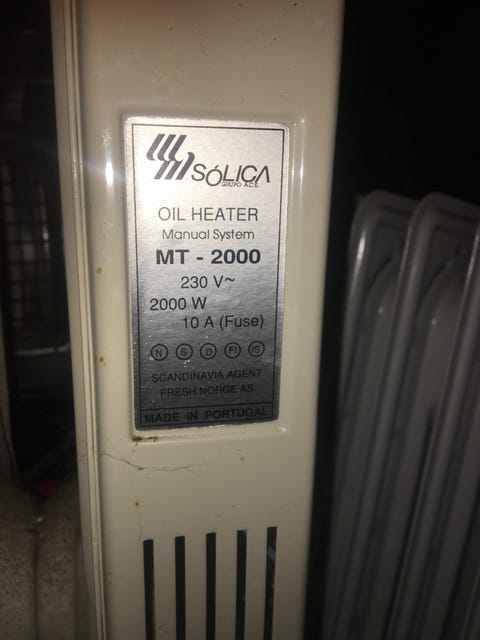 SÓLICA
GRUPO A.C.E.
OIL HEATER
Manual System
MT - 2000
230 V~
2000 W
10 A (Fuse)
N S D FI IS
SCANDINAVIA AGENT
FRESH NORGE AS
MADE IN PORTUGAL